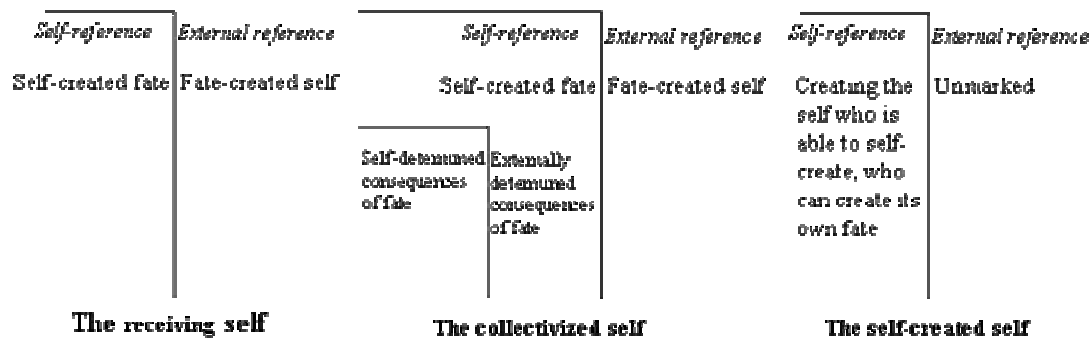 Self-reference External reference
Self-created fate Fate-created self
The receiving self
Self-reference External reference
Self-created fate Fate-created self
Self-determined
consequences
of fate
Externally
determined
consequences
of fate
The collectivized self
Self-reference External reference
Creating the
self who is
able to self-
create, who
can create its
own fate
Unmarked
The self-created self